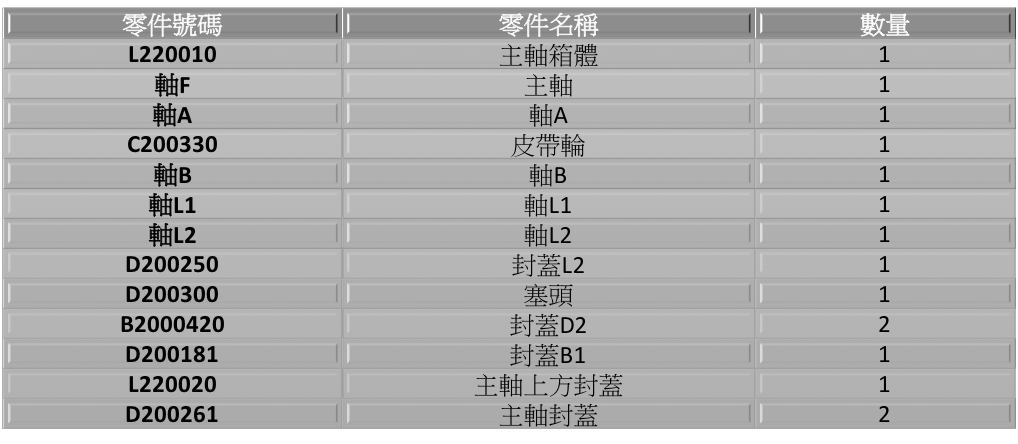 零件號碼 零件名稱 數量
L220010 主軸箱體 1
軸F 主軸 1
軸A 軸A 1
C200330 皮帶輪 1
軸B 軸B 1
軸L1 軸L1 1
軸L2 軸L2 1
D200250 封蓋L2 1
D200300 塞頭 1
B2000420 封蓋D2 2
D200181 封蓋B1 1
L220020 主軸上方封蓋 1
D200261 主軸封蓋 2